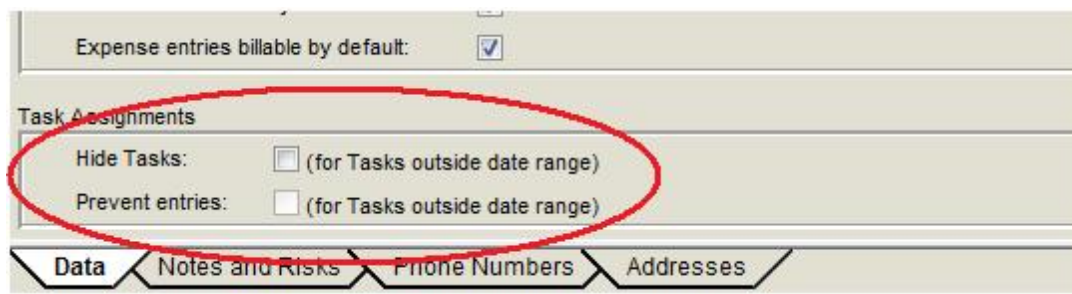 Expense entries billable by default:
Task Assignments
Hide Tasks: (for Tasks outside date range)
Prevent entries: (for Tasks outside date range)
Data Notes and Risks Phone Numbers Addresses